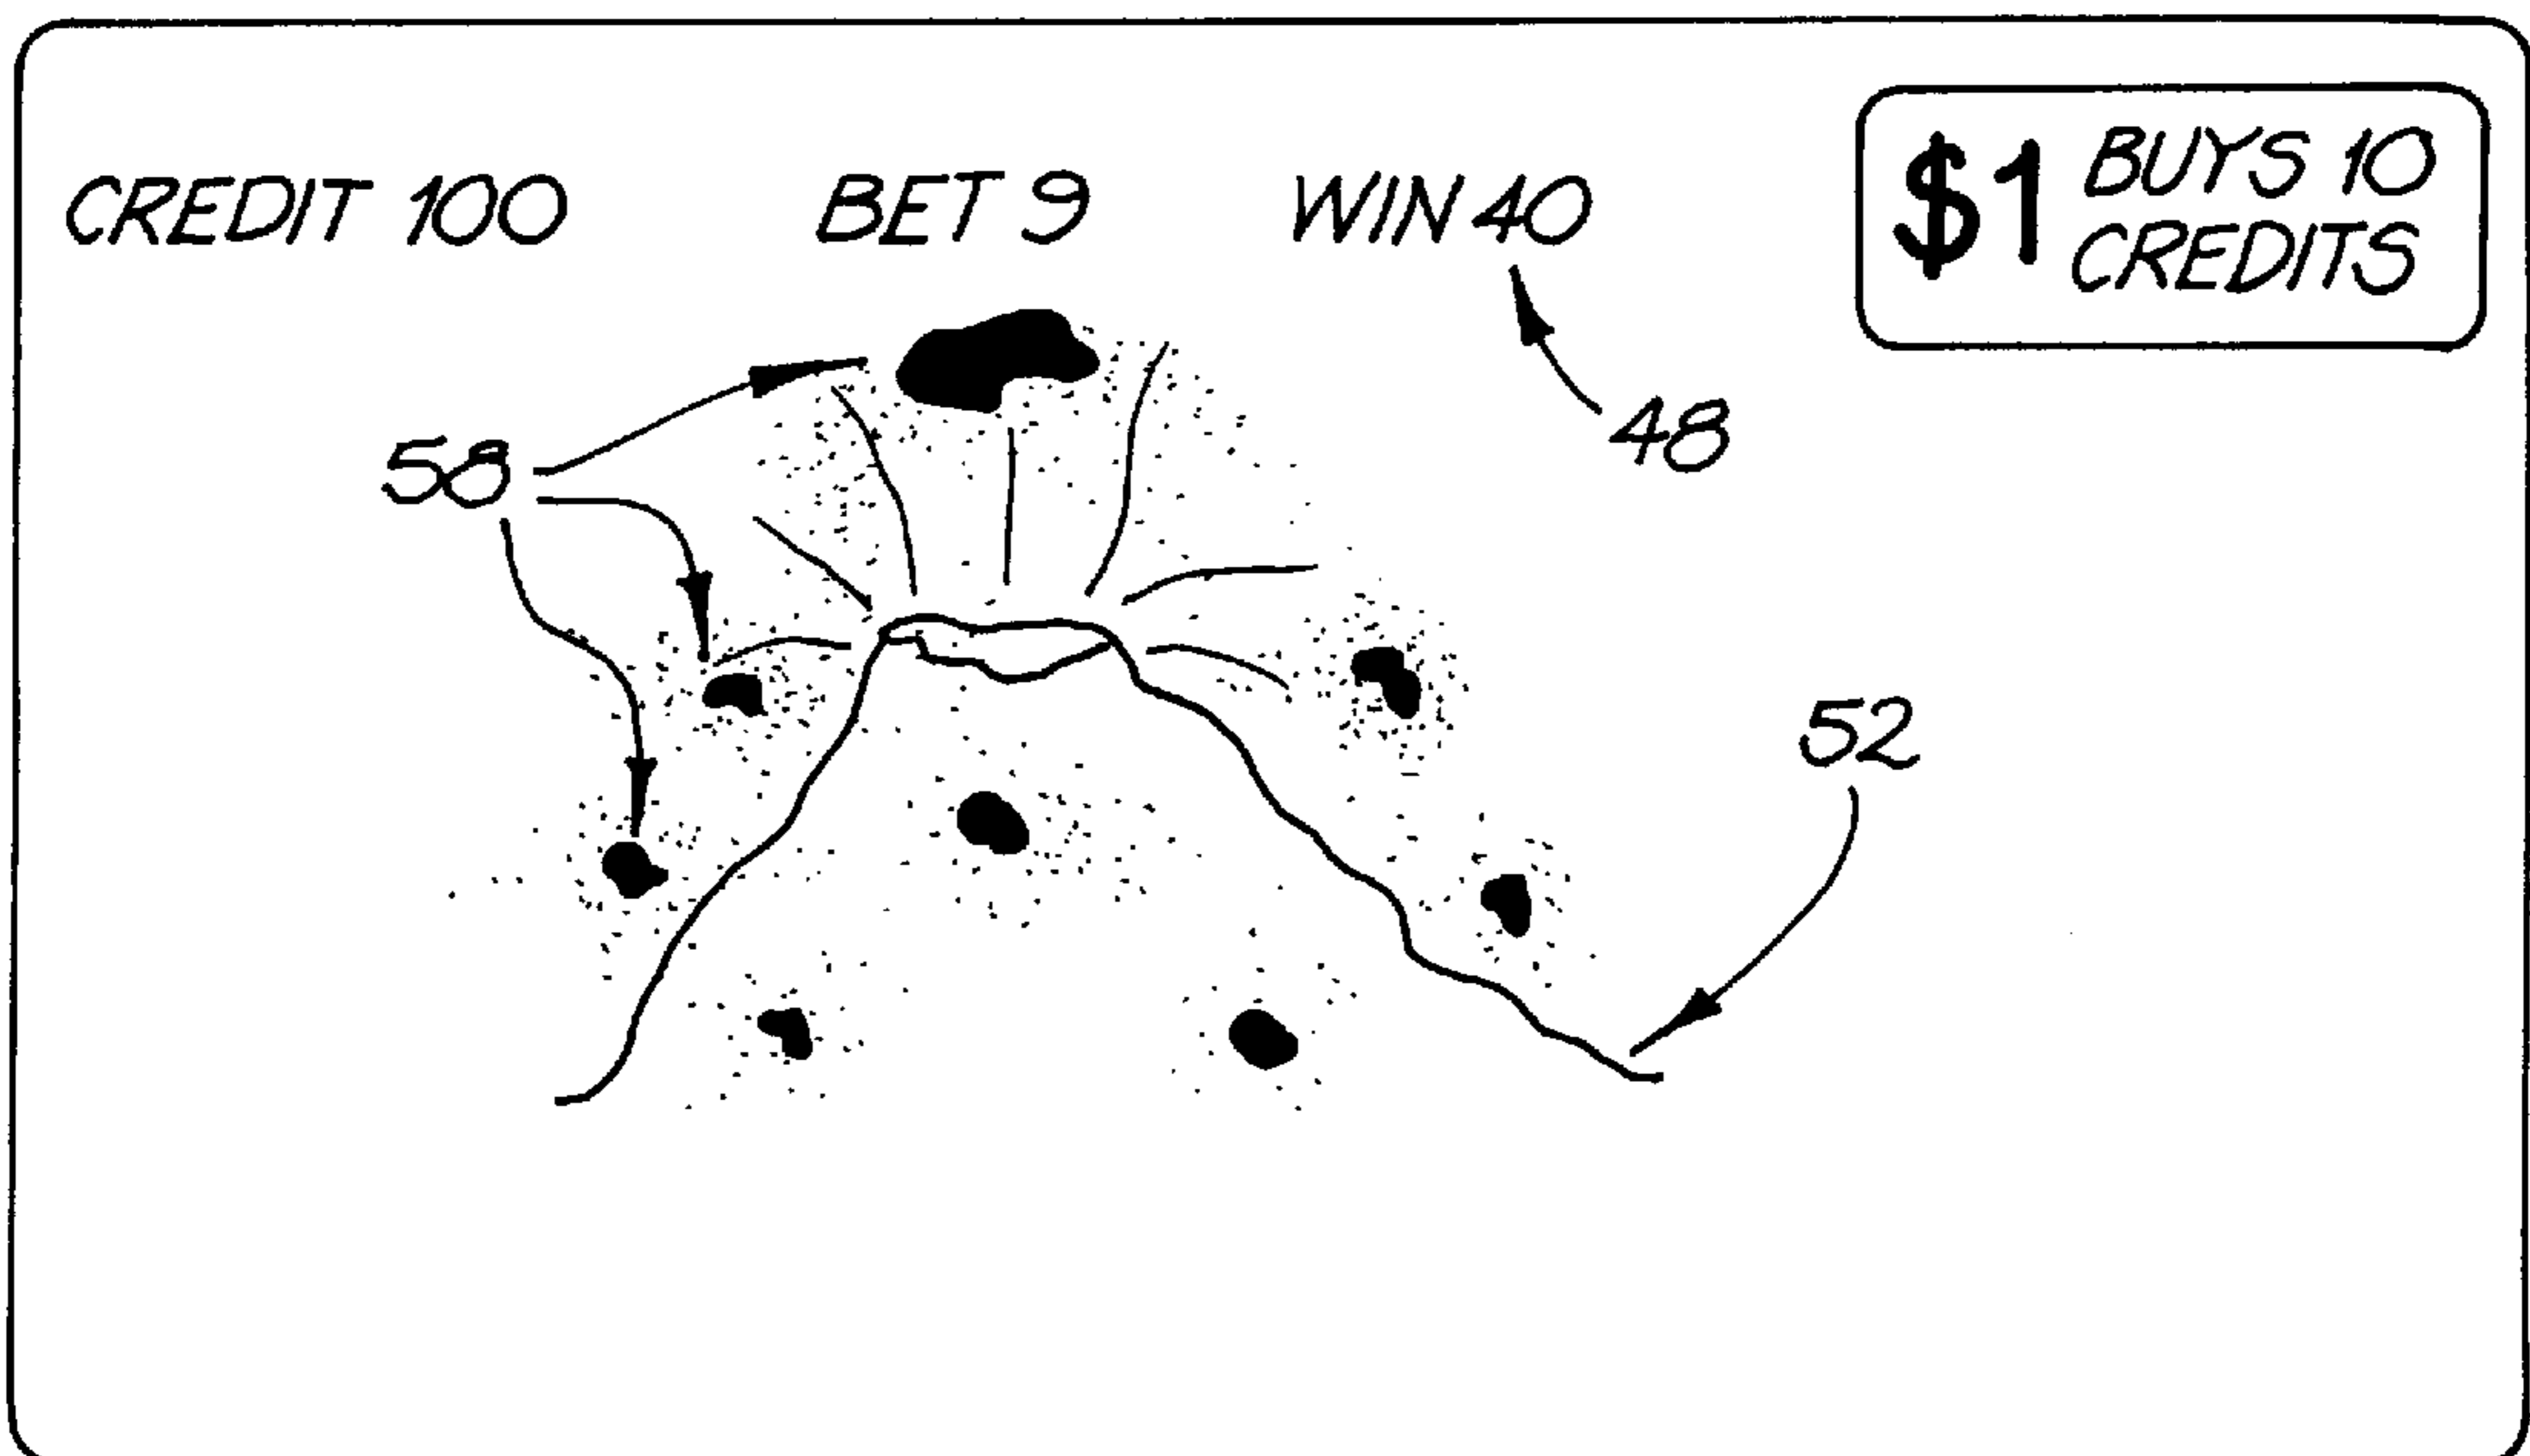 CREDIT 100 BET 9 WIN 40
$1 BUYS 10
CREDITS
48
58
52